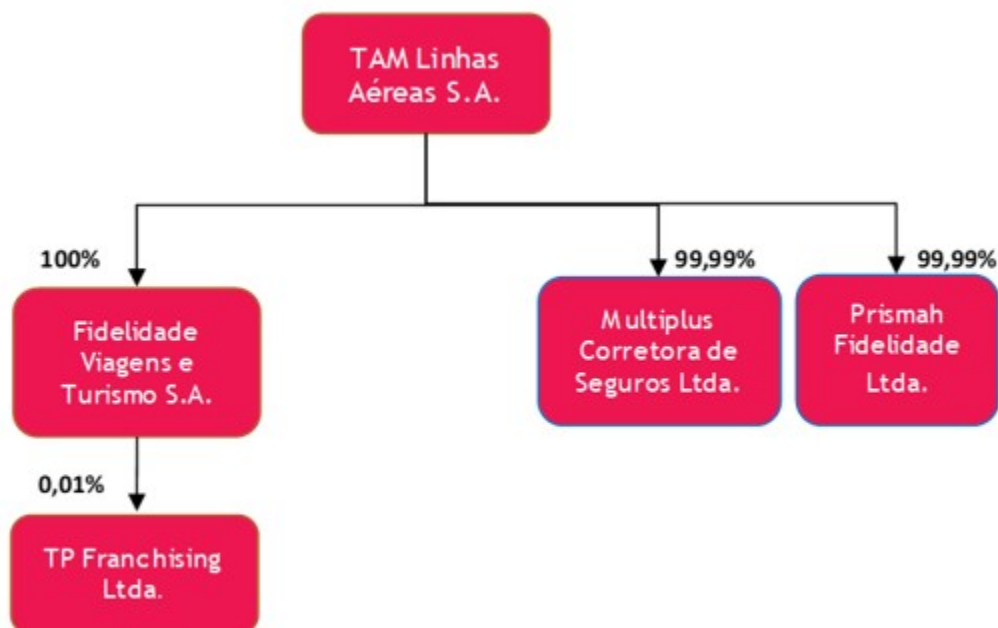 TAM Linhas
Aéreas S.A.
100%
99,99%
99,99%
Fidelidade
Viagens e
Turismo S.A.
Multiplus
Corretora de
Seguros Ltda.
Prismah
Fidelidade
Ltda.
0,01%
TP Franchising
Ltda.